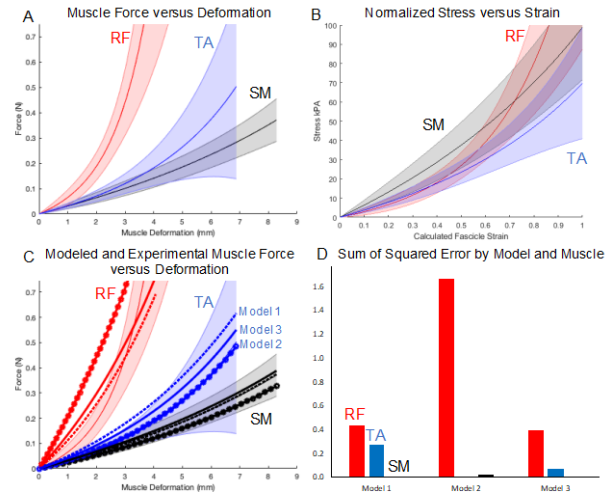 A
Muscle Force versus Deformation
RF
TA
SM
Force (N)
0.7
0.6
0.5
0.4
0.3
0.2
0.1
0
0 1 2 3 4 5 6 7 8 9
Muscle Deformation (mm)
B
Normalized Stress versus Strain
RF
SM
TA
Stress kPA
100
90
80
70
60
50
40
30
20
10
0
0 0.1 0.2 0.3 0.4 0.5 0.6 0.7 0.8 0.9 1
Calculated Fascicle Strain
C
Modeled and Experimental Muscle Force
versus Deformation
RF
TA
Model 1
Model 3
Model 2
SM
Force (N)
0.7
0.6
0.5
0.4
0.3
0.2
0.1
0
0 1 2 3 4 5 6 7 8 9
Muscle Deformation (mm)
D
Sum of Squared Error by Model and Muscle
1.6
1.4
1.2
1.0
0.8
0.6
0.4
0.2
0
RF
TA
SM
Model 1 Model 2 Model 3